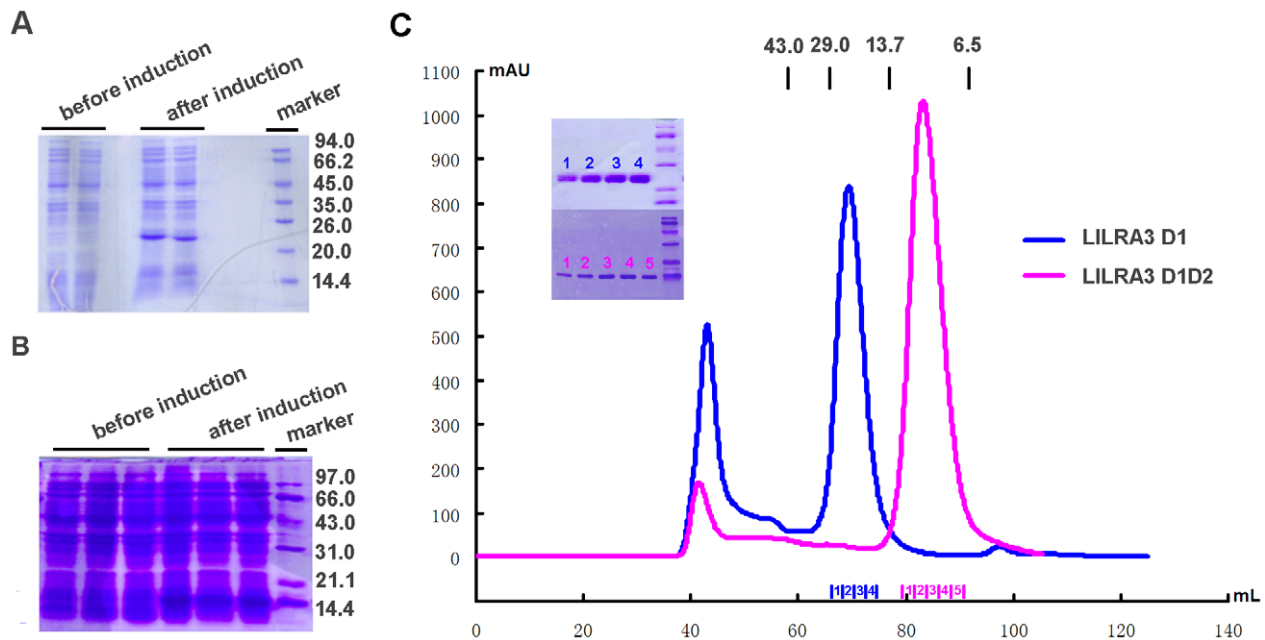 A
before induction
after induction
marker
94.0
66.2
45.0
35.0
26.0
20.0
14.4
B
before induction
after induction
marker
97.0
66.0
43.0
31.0
21.1
14.4
C
43.0 29.0 13.7 6.5
mAU
1100
1000
900
800
700
600
500
400
300
200
100
0
1 2 3 4
1 2 3 4 5
LILRA3 D1
LILRA3 D1D2
1 2 3 4
1 2 3 4 5
mL
0 20 40 60 80 100 120 140